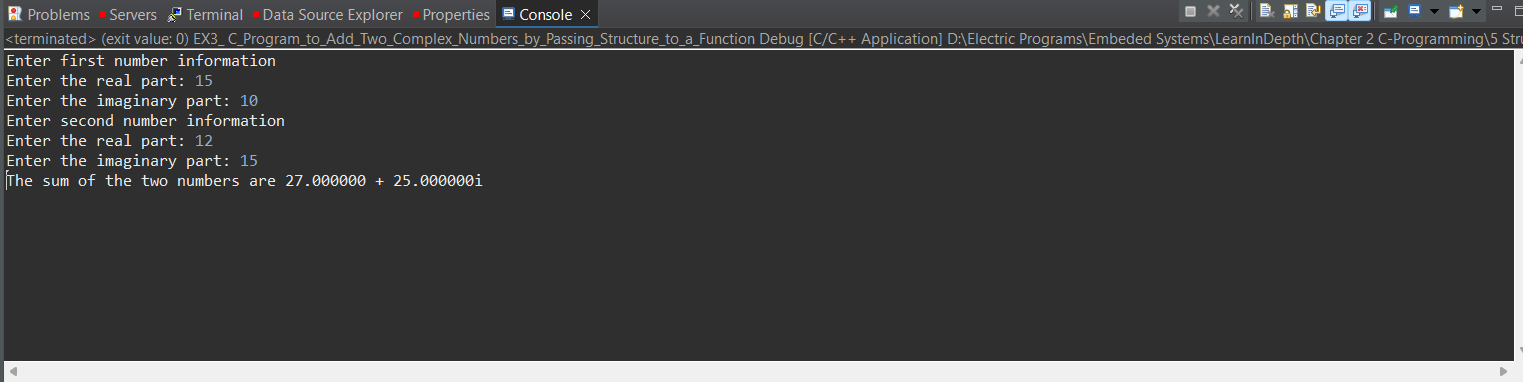 Problems Servers Terminal Data Source Explorer Properties Console
<terminated> (exit value: 0) EX3_ C_Program_to_Add_Two_Complex_Numbers_by_Passing_Structure_to_a_Function Debug [C/C++ Application] D:\Electric Programs\Embeded Systems\LearnInDepth\Chapter 2 C-Programming\5 Stru
Enter first number information
Enter the real part: 15
Enter the imaginary part: 10
Enter second number information
Enter the real part: 12
Enter the imaginary part: 15
The sum of the two numbers are 27.000000 + 25.000000i